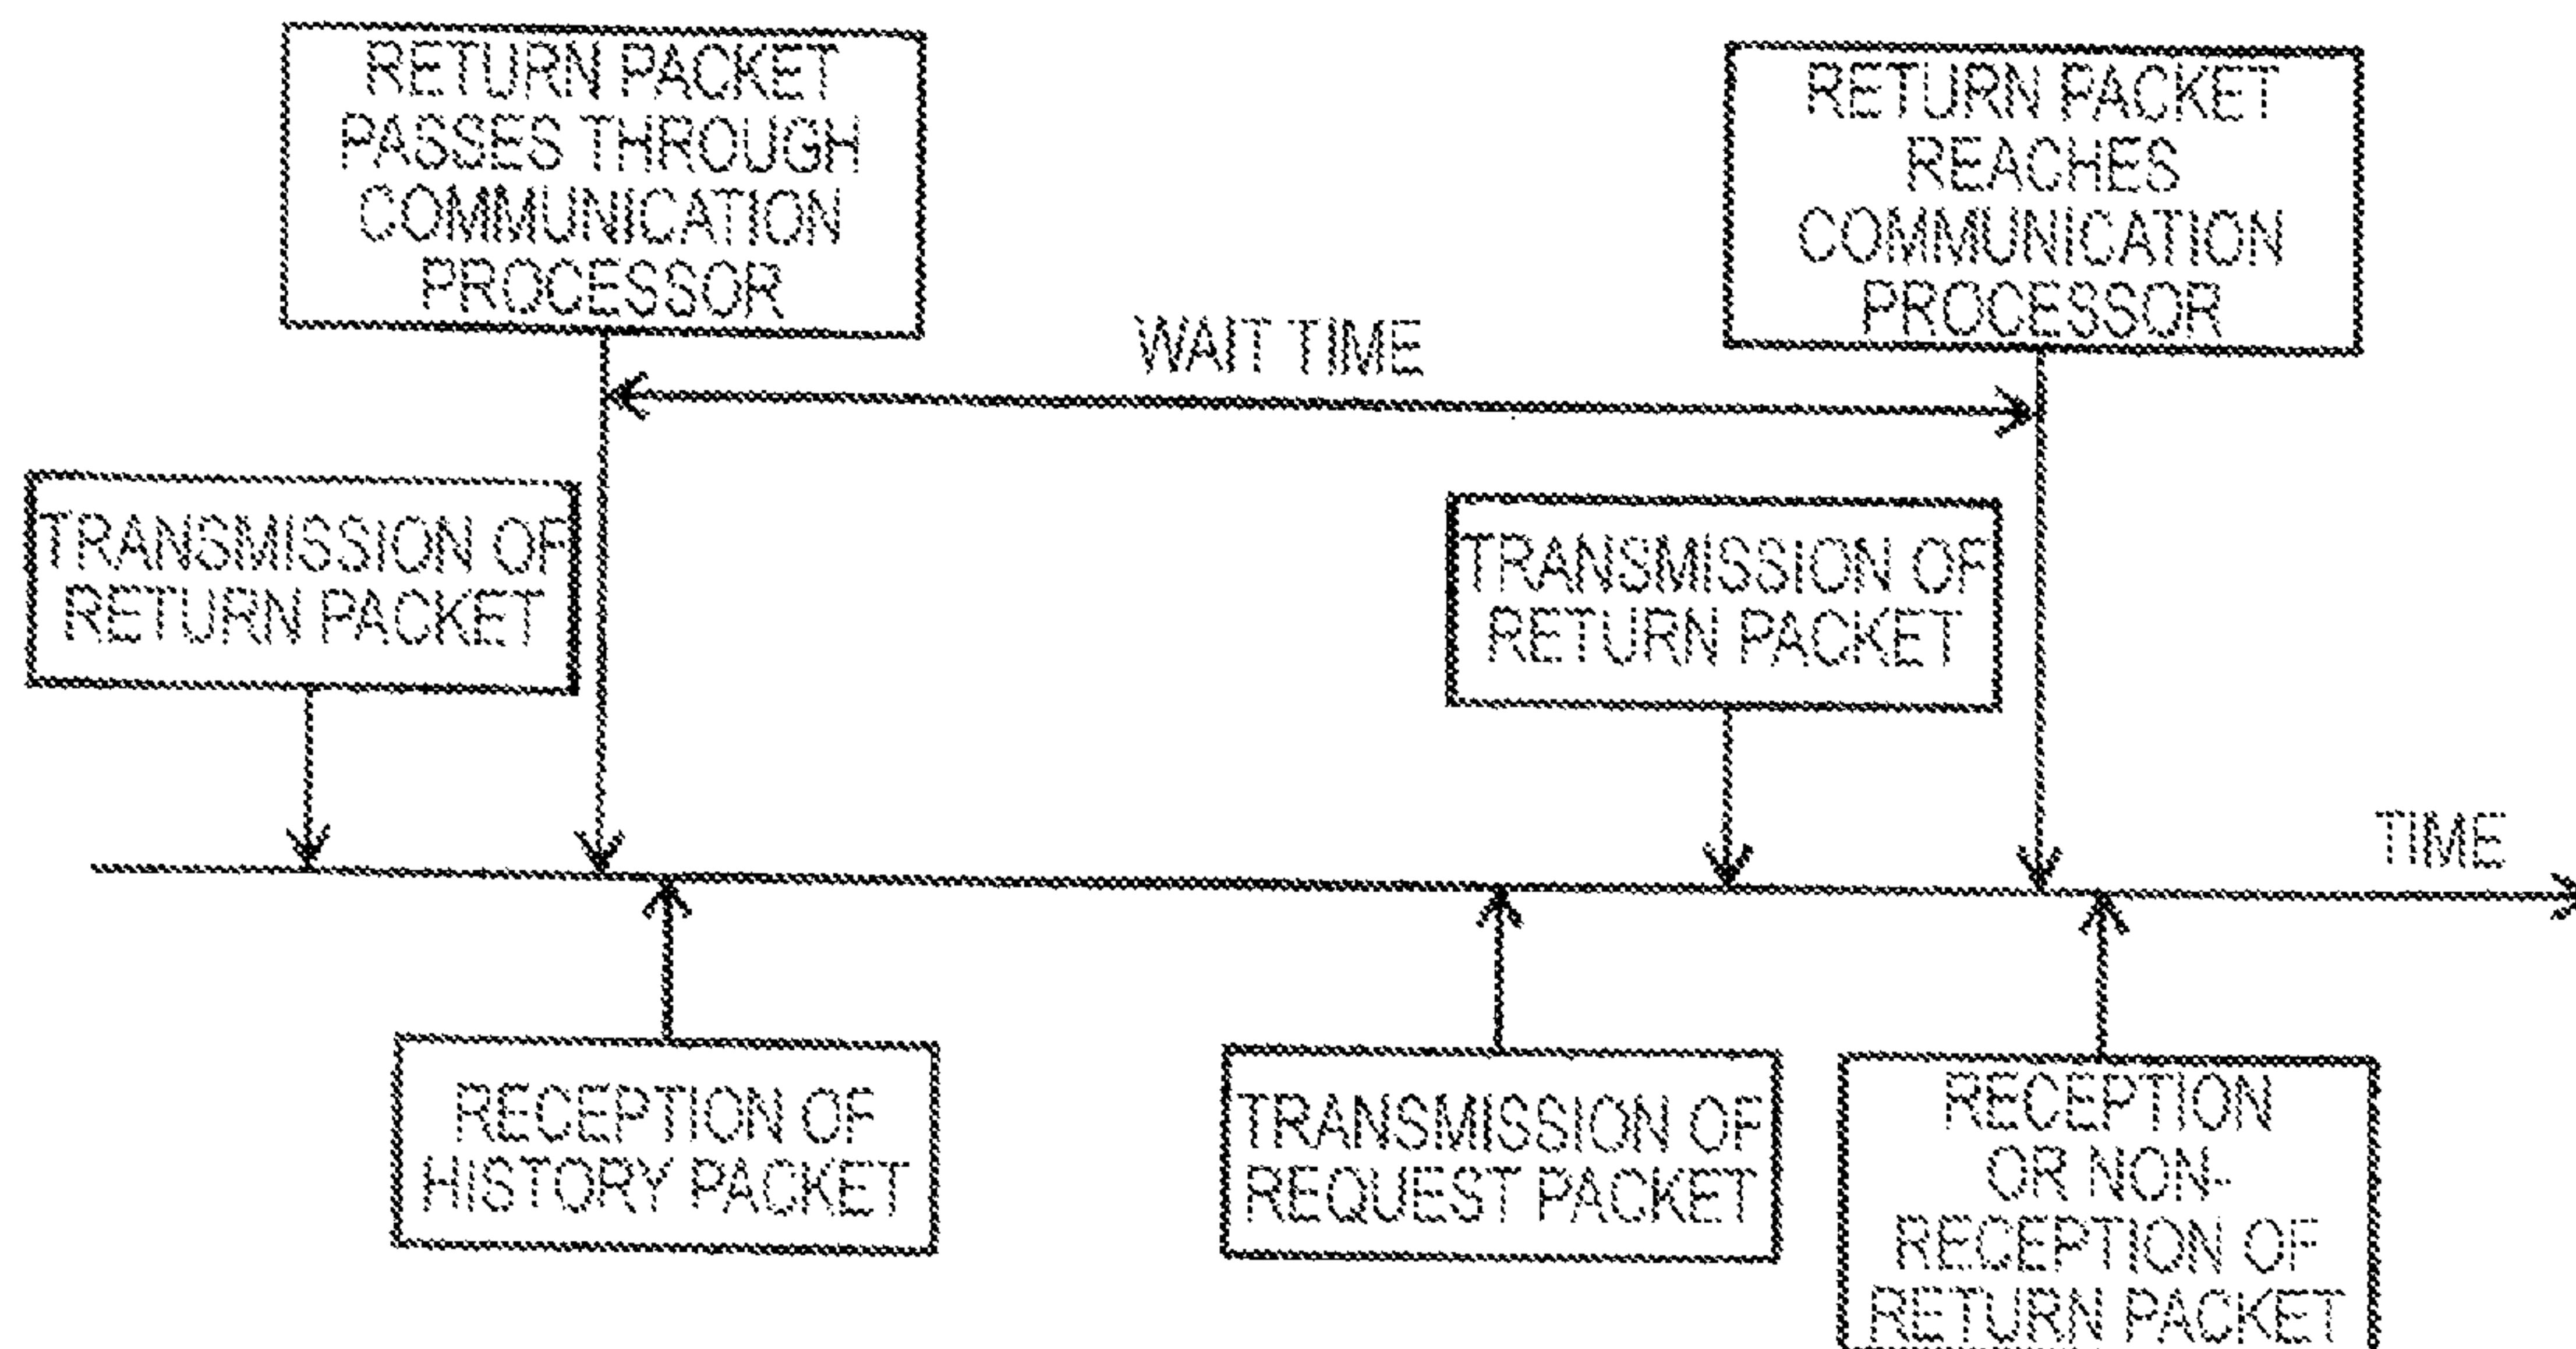 RETURN PACKET
PASSES THROUGH
COMMUNICATION
PROCESSOR
RETURN PACKET
REACHES
COMMUNICATION
PROCESSOR
WAIT TIME
TRANSMISSION OF
RETURN PACKET
TRANSMISSION OF
RETURN PACKET
TIME
RECEPTION OF
HISTORY PACKET
TRANSMISSION OF
REQUEST PACKET
RECEPTION
OR NON-
RECEPTION OF
RETURN PACKET